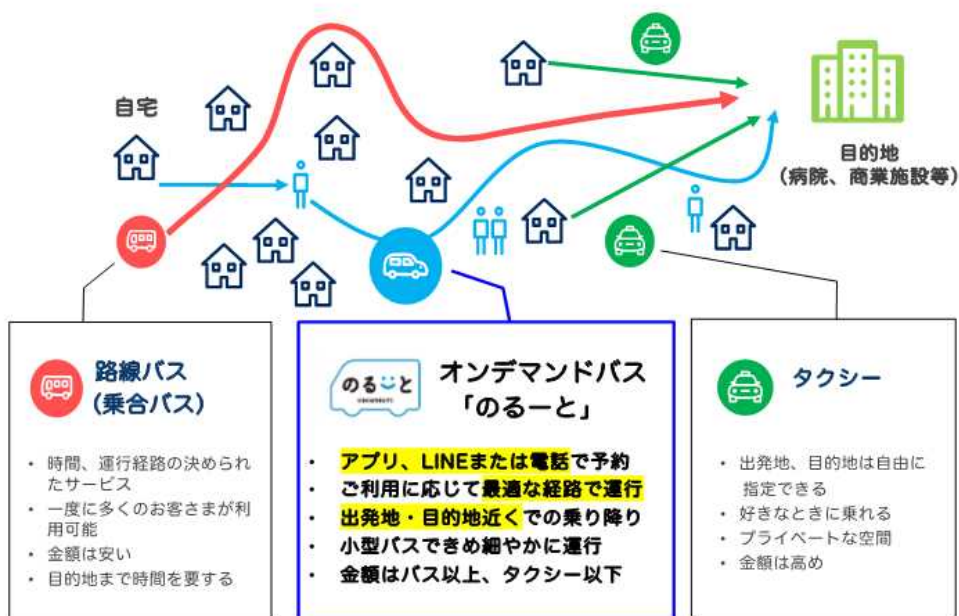 自宅
目的地
(病院、商業施設等)
路線バス
(乗合バス)
・ 時間、運行経路の決められ
たサービス
・ 一度に多くのお客さまが利
用可能
・ 金額は安い
・ 目的地まで時間を要する
のるーと
オンデマンドバス
「のるーと」
・ アプリ、LINEまたは電話で予約
・ ご利用に応じて最適な経路で運行
・ 出発地・目的地近くでの乗り降り
・ 小型バスできめ細やかに運行
・ 金額はバス以上、タクシー以下
タクシー
・ 出発地、目的地は自由に
指定できる
・ 好きなときに乗れる
・ プライベートな空間
・ 金額は高め